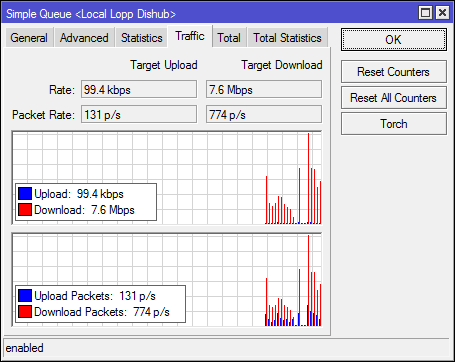 Simple Queue <Local Lopp Dishub>
General Advanced Statistics Traffic Total Total Statistics
OK
Reset Counters
Reset All Counters
Torch
Target Upload Target Download
Rate: 99.4 kbps 7.6 Mbps
Packet Rate: 131 p/s 774 p/s
Upload: 99.4 kbps
Download: 7.6 Mbps
Upload Packets: 131 p/s
Download Packets: 774 p/s
enabled